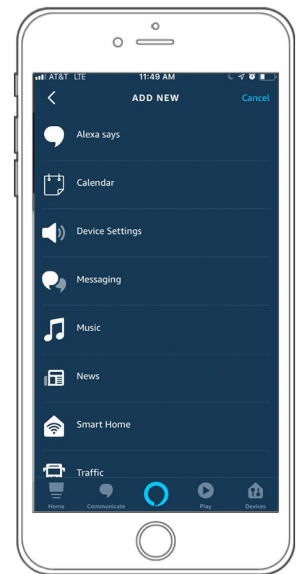 AT&T LTE 11:49 AM
ADD NEW Cancel
Alexa says
Calendar
Device Settings
Messaging
Music
News
Smart Home
Traffic
Home Communicate Play Devices